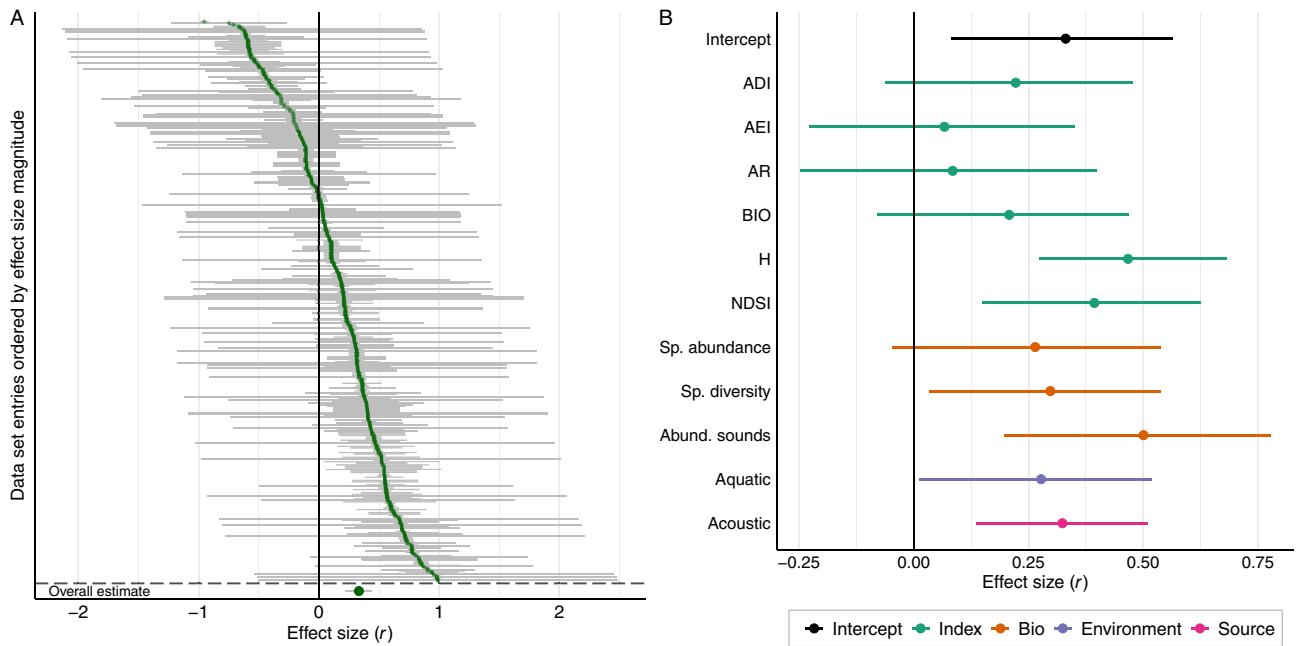 A
Data set entries ordered by effect size magnitude
Overall estimate
−2
−1
0
1
2
Effect size (r)
B
Intercept
ADI
AEI
AR
BIO
H
NDSI
Sp. abundance
Sp. diversity
Abund. sounds
Aquatic
Acoustic
−0.25
0.00
0.25
0.50
0.75
Effect size (r)
Intercept Index Bio Environment Source